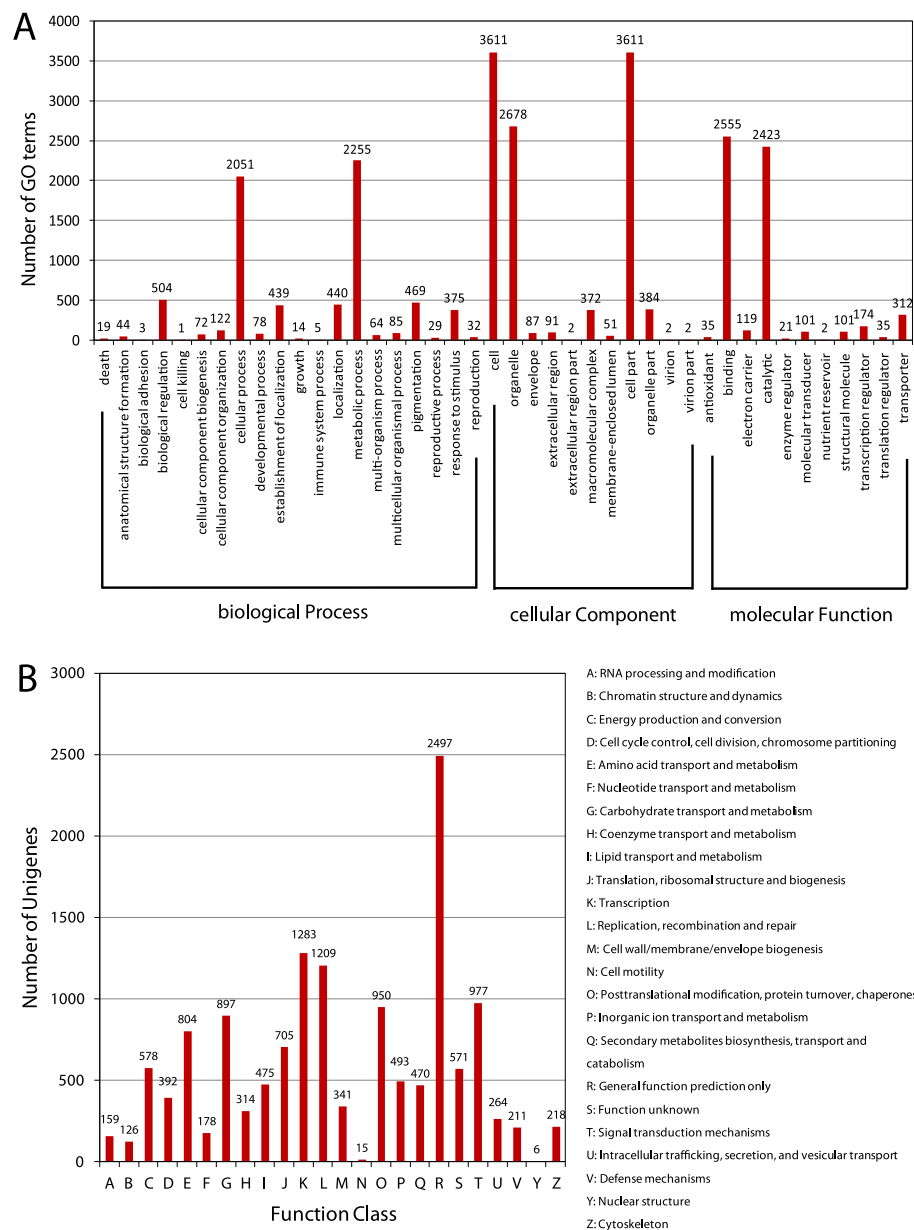 A
Number of GO terms
4000
3500
3000
2500
2000
1500
1000
500
0
19
44
3
504
1
72
122
2051
78
439
14
5
440
2255
64
85
469
29
375
32
3611
2678
87
91
2
372
51
3611
384
2
2
35
2555
119
2423
21
101
2
101
174
35
312
death
anatomical structure formation
biological adhesion
biological regulation
cell killing
cellular component biogenesis
cellular component organization
cellular process
developmental process
establishment of localization
growth
immune system process
localization
metabolic process
multi-organism process
multicellular organismal process
pigmentation
reproductive process
response to stimulus
reproduction
cell
organelle
envelope
extracellular region
extracellular region part
macromolecular complex
membrane-enclosed lumen
cell part
organelle part
virion
virion part
antioxidant
binding
electron carrier
catalytic
enzyme regulator
molecular transducer
nutrient reservoir
structural molecule
transcription regulator
translation regulator
transporter
biological Process
cellular Component
molecular Function
B
Number of Unigenes
3000
2500
2000
1500
1000
500
0
159
126
578
392
804
178
897
314
475
705
1283
1209
341
15
950
493
470
2497
571
977
264
211
6
218
A B C D E F G H I J K L M N O P Q R S T U V Y Z
Function Class
A: RNA processing and modification
B: Chromatin structure and dynamics
C: Energy production and conversion
D: Cell cycle control, cell division, chromosome partitioning
E: Amino acid transport and metabolism
F: Nucleotide transport and metabolism
G: Carbohydrate transport and metabolism
H: Coenzyme transport and metabolism
I: Lipid transport and metabolism
J: Translation, ribosomal structure and biogenesis
K: Transcription
L: Replication, recombination and repair
M: Cell wall/membrane/envelope biogenesis
N: Cell motility
O: Posttranslational modification, protein turnover, chaperones
P: Inorganic ion transport and metabolism
Q: Secondary metabolites biosynthesis, transport and
catabolism
R: General function prediction only
S: Function unknown
T: Signal transduction mechanisms
U: Intracellular trafficking, secretion, and vesicular transport
V: Defense mechanisms
Y: Nuclear structure
Z: Cytoskeleton